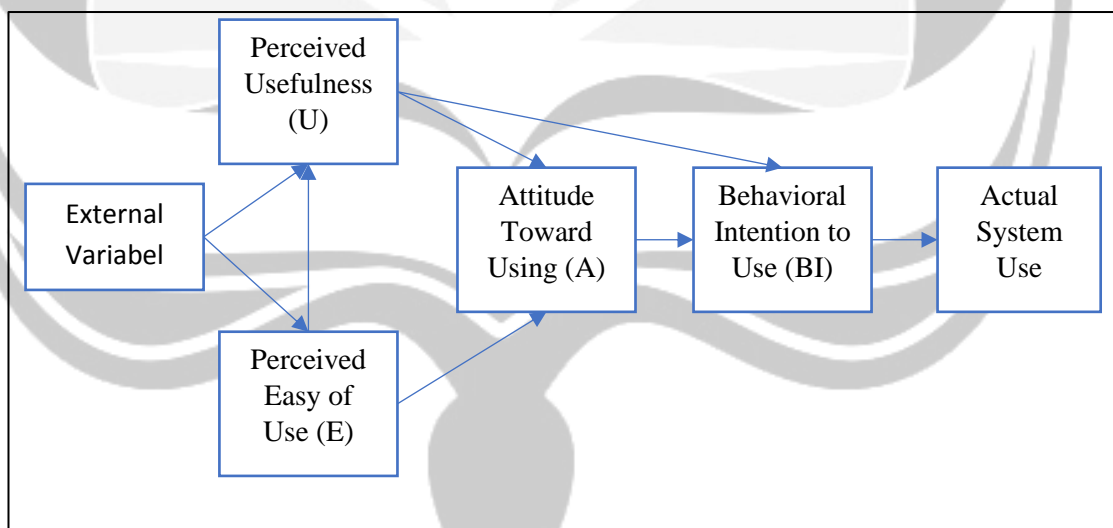 Perceived
Usefulness
(U)
External
Variabel
Perceived
Easy of
Use (E)
Attitude
Toward
Using (A)
Behavioral
Intention to
Use (BI)
Actual
System
Use